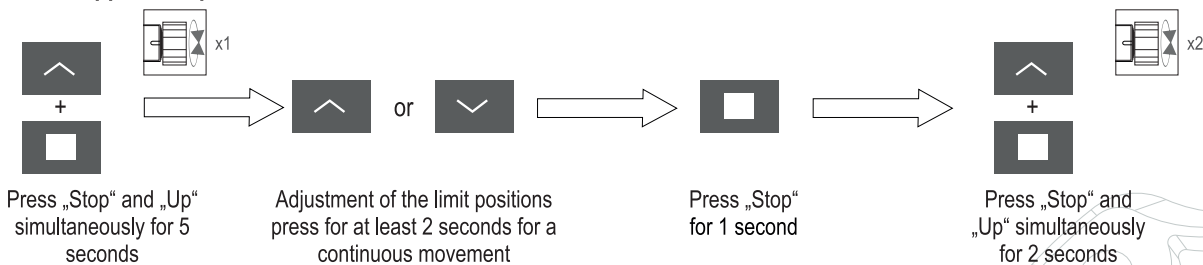 x1
x2
+
or
+
Press „Stop“ and „Up“
simultaneously for 5
seconds
Adjustment of the limit positions
press for at least 2 seconds for a
continuous movement
Press „Stop“
for 1 second
Press „Stop“ and
„Up“ simultaneously
for 2 seconds